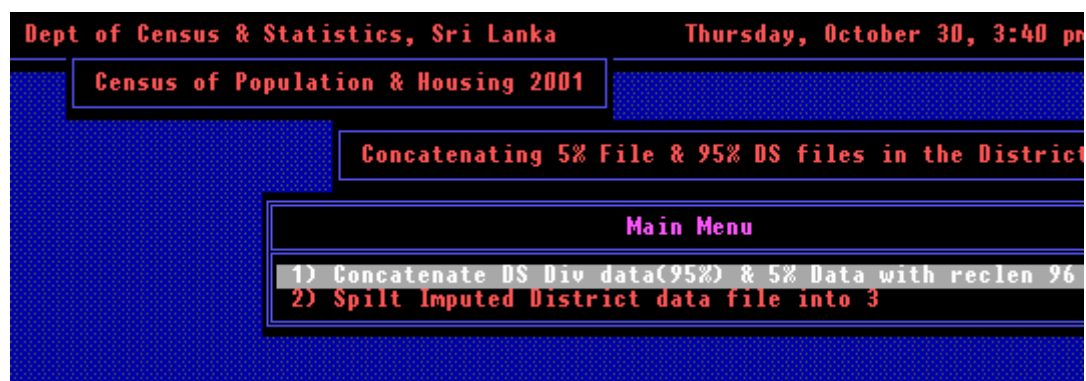 Dept of Census & Statistics, Sri Lanka Thursday, October 30, 3:40
Census of Population & Housing 2001
Concatenating 5% File & 95% DS files in the District
Main Menu
1) Concatenate DS Div data(95%) & 5% Data with reclen 96
2) Spilt Imputed District data file into 3